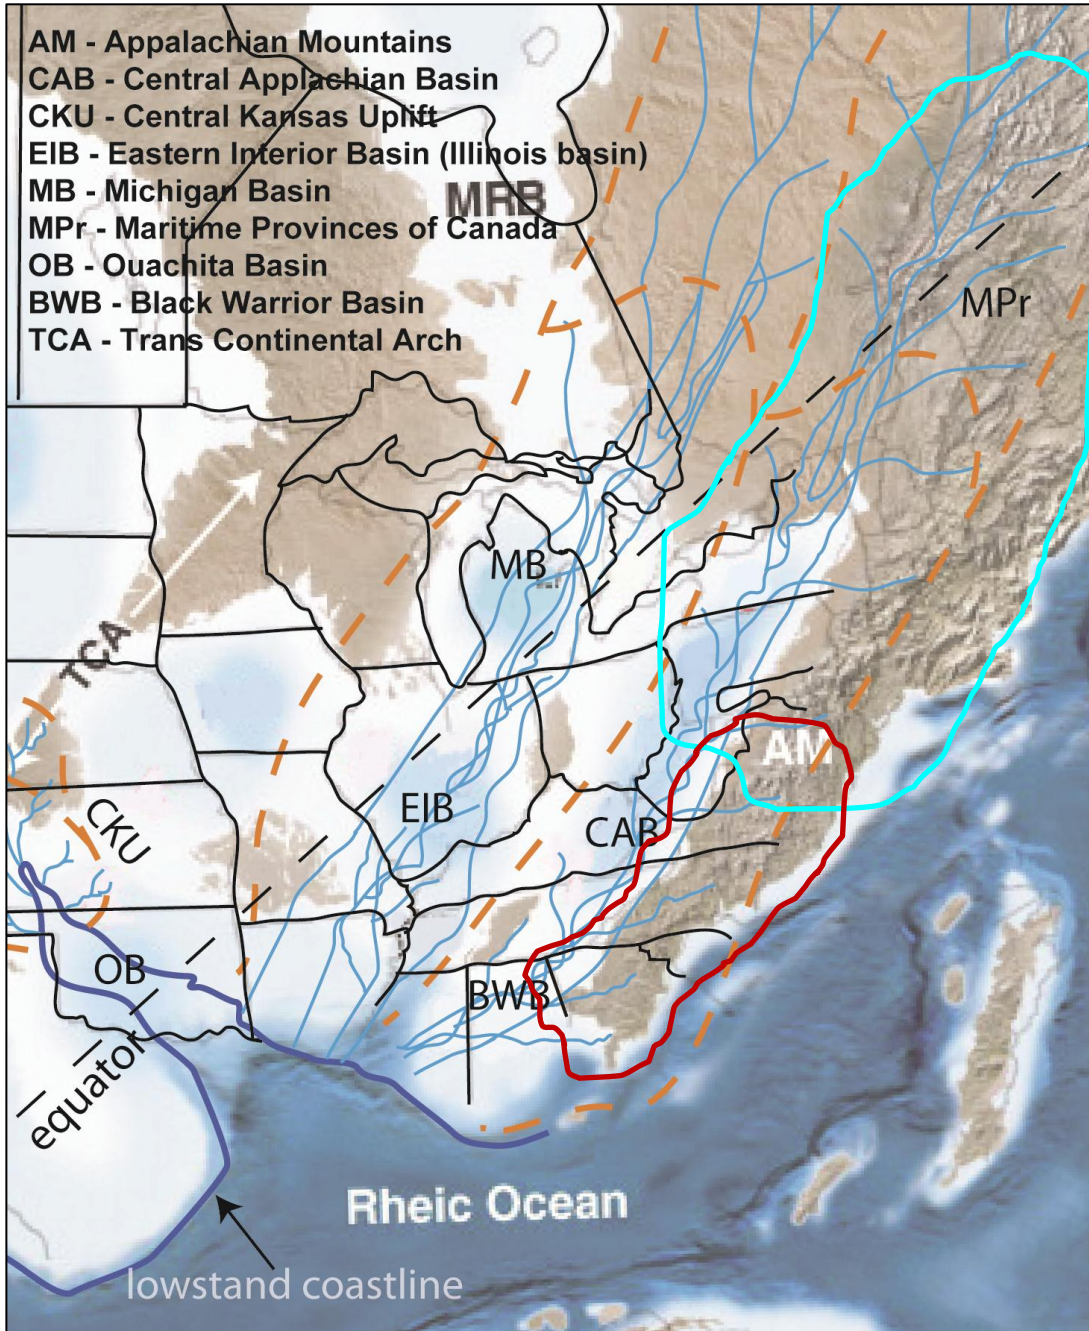 AM - Appalachian Mountains
CAB - Central Applachian Basin
CKU - Central Kansas Uplift
EIB - Eastern Interior Basin (Illinois basin)
MB - Michigan Basin
MPr - Maritime Provinces of Canada
OB - Ouachita Basin
BWB - Black Warrior Basin
TCA - Trans Continental Arch
MRB
MPr
MB
TCA
AM
EIB
CAB
CKU
OB
BWB
equator
Rheic Ocean
lowstand coastline